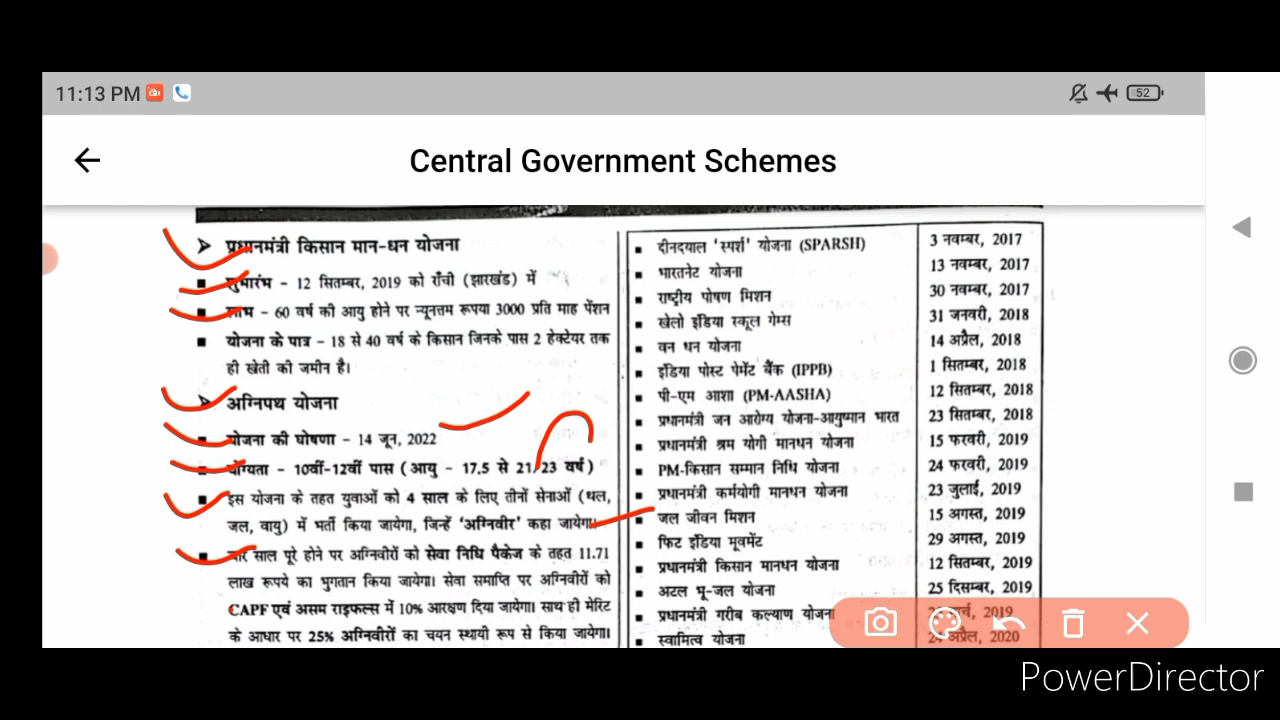 11:13 PM
52
Central Government Schemes
प्रधानमंत्री किसान मान-धन योजना
शुभारंभ - 12 सितम्बर, 2019 को राँची (झारखंड) में
लाभ - 60 वर्ष की आयु होने पर न्यूनतम रूपया 3000 प्रति माह पेंशन
योजना के पात्र - 18 से 40 वर्ष के किसान जिनके पास 2 हेक्टेयर तक
ही खेती की जमीन है।
अग्निपथ योजना
योजना की घोषणा - 14 जून, 2022
योग्यता - 10वीं-12वीं पास (आयु - 17.5 से 21/23 वर्ष)
इस योजना के तहत युवाओं को 4 साल के लिए तीनों सेनाओं (थल,
जल, वायु) में भर्ती किया जायेगा, जिन्हें 'अग्निवीर' कहा जायेगा।
चार साल पूरे होने पर अग्निवीरों को सेवा निधि पैकेज के तहत 11.71
लाख रूपये का भुगतान किया जायेगा। सेवा समाप्ति पर अग्निवीरों को
CAPF एवं असम राइफल्स में 10% आरक्षण दिया जायेगा। साथ ही मेरिट
के आधार पर 25% अग्निवीरों का चयन स्थायी रूप से किया जायेगा।
दीनदयाल 'स्पर्श' योजना (SPARSH) 3 नवम्बर, 2017
भारतनेट योजना 13 नवम्बर, 2017
राष्ट्रीय पोषण मिशन 30 नवम्बर, 2017
खेलो इंडिया स्कूल गेम्स 31 जनवरी, 2018
वन धन योजना 14 अप्रैल, 2018
इंडिया पोस्ट पेमेंट बैंक (IPPB) 1 सितम्बर, 2018
पी-एम आशा (PM-AASHA) 12 सितम्बर, 2018
प्रधानमंत्री जन आरोग्य योजना-आयुष्मान भारत 23 सितम्बर, 2018
प्रधानमंत्री श्रम योगी मानधन योजना 15 फरवरी, 2019
PM-किसान सम्मान निधि योजना 24 फरवरी, 2019
प्रधानमंत्री कर्मयोगी मानधन योजना 23 जुलाई, 2019
जल जीवन मिशन 15 अगस्त, 2019
फिट इंडिया मूवमेंट 29 अगस्त, 2019
प्रधानमंत्री किसान मानधन योजना 12 सितम्बर, 2019
अटल भू-जल योजना 25 दिसम्बर, 2019
प्रधानमंत्री गरीब कल्याण योजना मार्च, 2019
स्वामित्व योजना 24 अप्रैल, 2020
PowerDirector